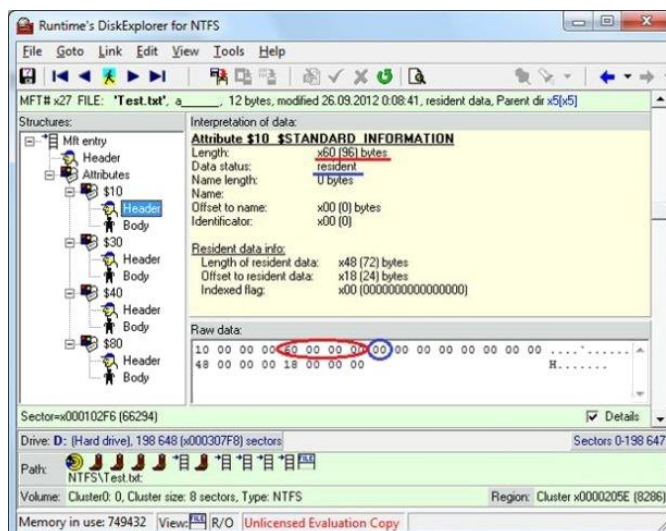 Runtime's DiskExplorer for NTFS
File Goto Link Edit View Tools Help
MFT# x27 FILE: 'Test.txt', a_____, 12 bytes, modified 26.09.2012 0:08:41, resident data, Parent dir x5[x5]
Structures:
Mft entry
Header
Attributes
$10
Header
Body
$30
Header
Body
$40
Header
Body
$80
Header
Body
Interpretation of data:
Attribute $10 $STANDARD_INFORMATION
Length: x60 (96) bytes
Data status: resident
Name length: 0 bytes
Name:
Offset to name: x00 (0) bytes
Identificator: x00 (0)
Resident data info:
Length of resident data: x48 (72) bytes
Offset to resident data: x18 (24) bytes
Indexed flag: x00 (0000000000000000)
Raw data:
10 00 00 00 60 00 00 00 00 00 00 00 00 00 00 00 ....`.......
48 00 00 00 18 00 00 00 H.......
Sector=x000102F6 (66294)
Details
Drive: D: (Hard drive), 198 648 (x000307F8) sectors
Sectors 0-198 647
Path:
NTFS\Test.txt:
Volume: Cluster0: 0, Cluster size: 8 sectors, Type: NTFS
Region: Cluster x0000205E (8286)
Memory in use: 749432
View: FILE
R/O
Unlicensed Evaluation Copy